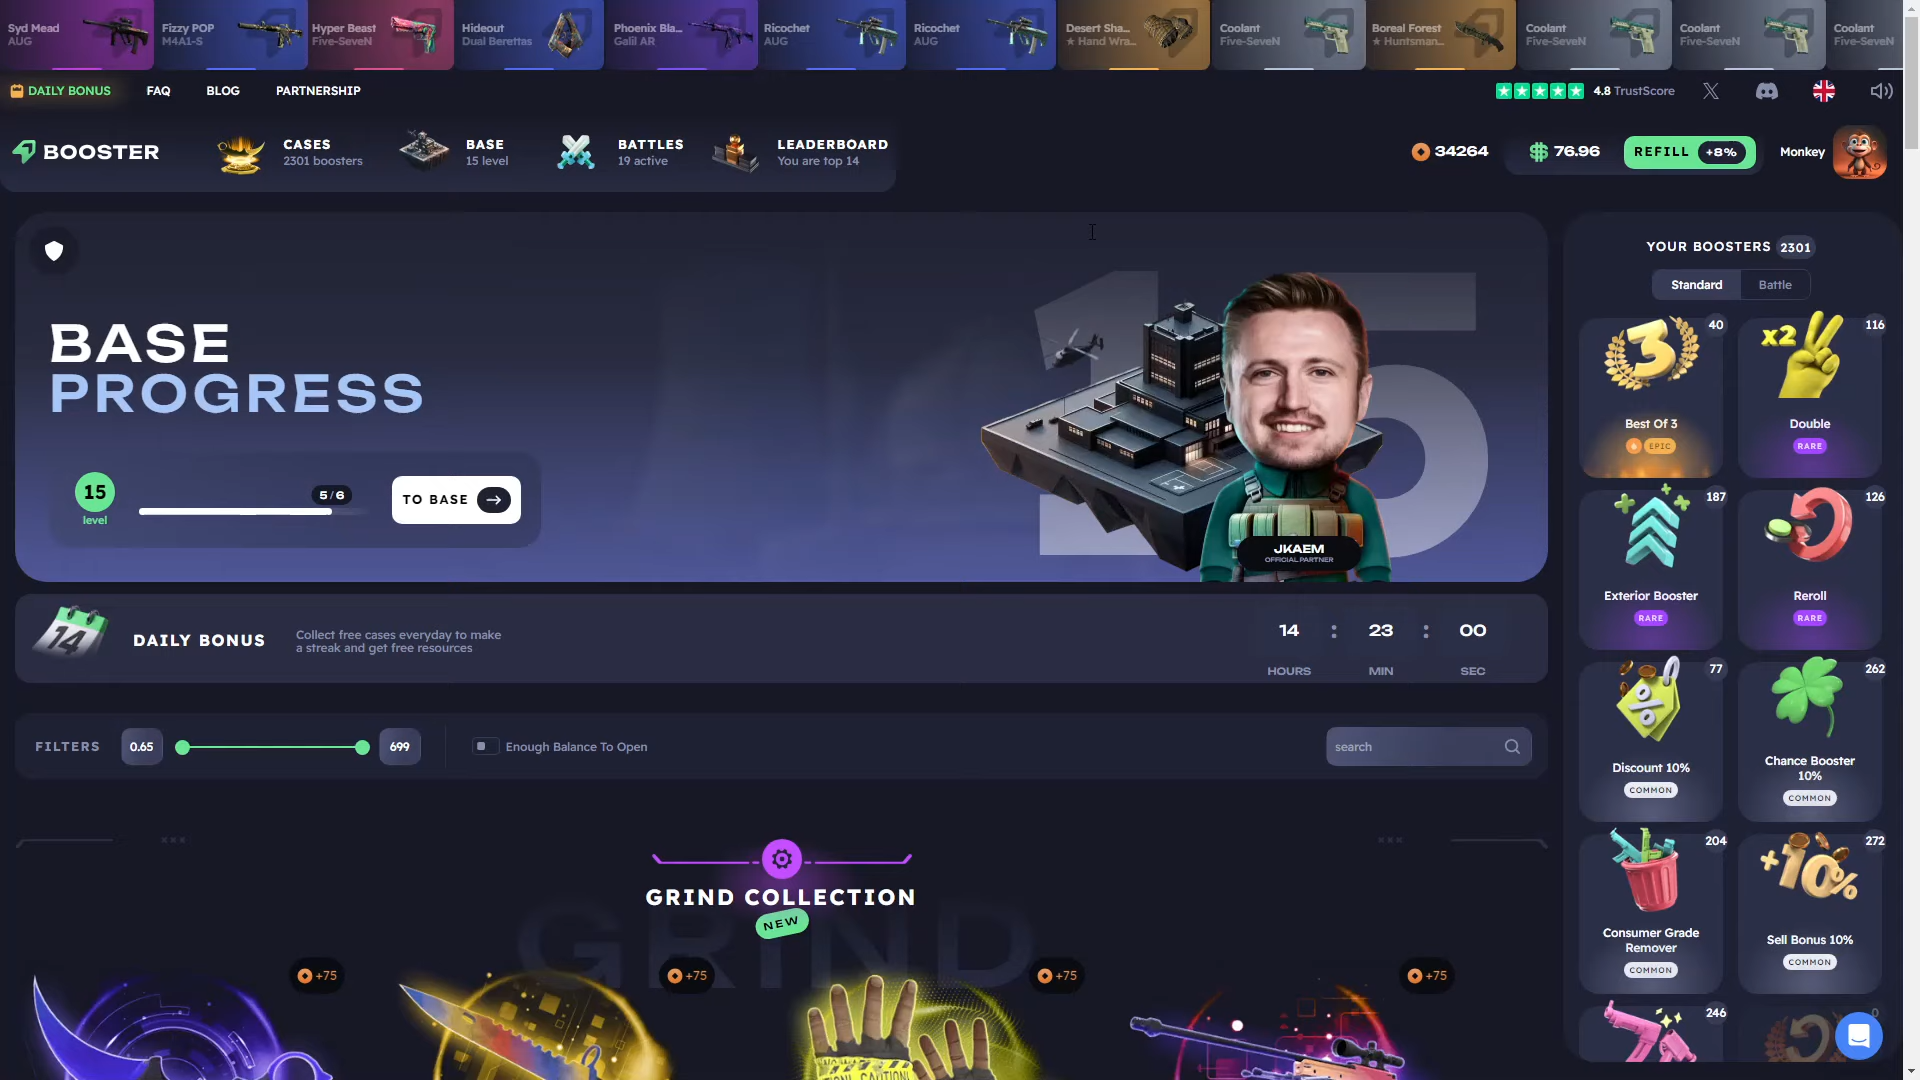 Syd Mead
AUG
Fizzy POP
M4A1-S
Hyper Beast
Five-SeveN
Hideout
Dual Berettas
Phoenix Bla...
Galil AR
Ricochet
AUG
Ricochet
AUG
Desert Sha...
★ Hand Wra...
Coolant
Five-SeveN
Boreal Forest
★ Huntsman...
Coolant
Five-SeveN
Coolant
Five-SeveN
Coolant
Five-SeveN
DAILY BONUS
FAQ
BLOG
PARTNERSHIP
4.8 TrustScore
BOOSTER
CASES
2301 boosters
BASE
15 level
BATTLES
19 active
LEADERBOARD
You are top 14
34264
76.96
REFILL +8%
Monkey
BASE
PROGRESS
15
level
5/6
TO BASE
15
JKAEM
OFFICIAL PARTNER
14
DAILY BONUS
Collect free cases everyday to make
a streak and get free resources
14 : 23 : 00
HOURS MIN SEC
FILTERS
0.65
699
Enough Balance To Open
search
GRIND
GRIND COLLECTION
NEW
+75
+75
+75
+75
CAUTION!
YOUR BOOSTERS 2301
Standard
Battle
40
3
Best Of 3
EPIC
116
x2
Double
RARE
187
Exterior Booster
RARE
126
Reroll
RARE
77
%
Discount 10%
COMMON
262
Chance Booster
10%
COMMON
204
Consumer Grade
Remover
COMMON
272
+10%
Sell Bonus 10%
COMMON
246
0